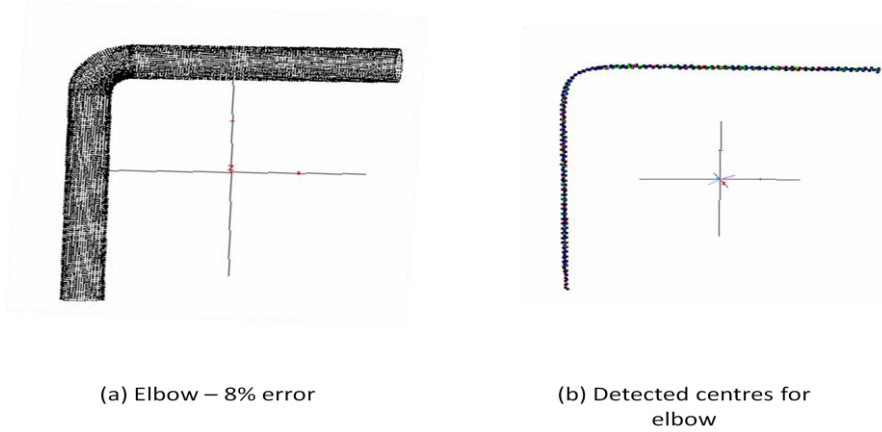 (a) Elbow – 8% error
(b) Detected centres for
elbow